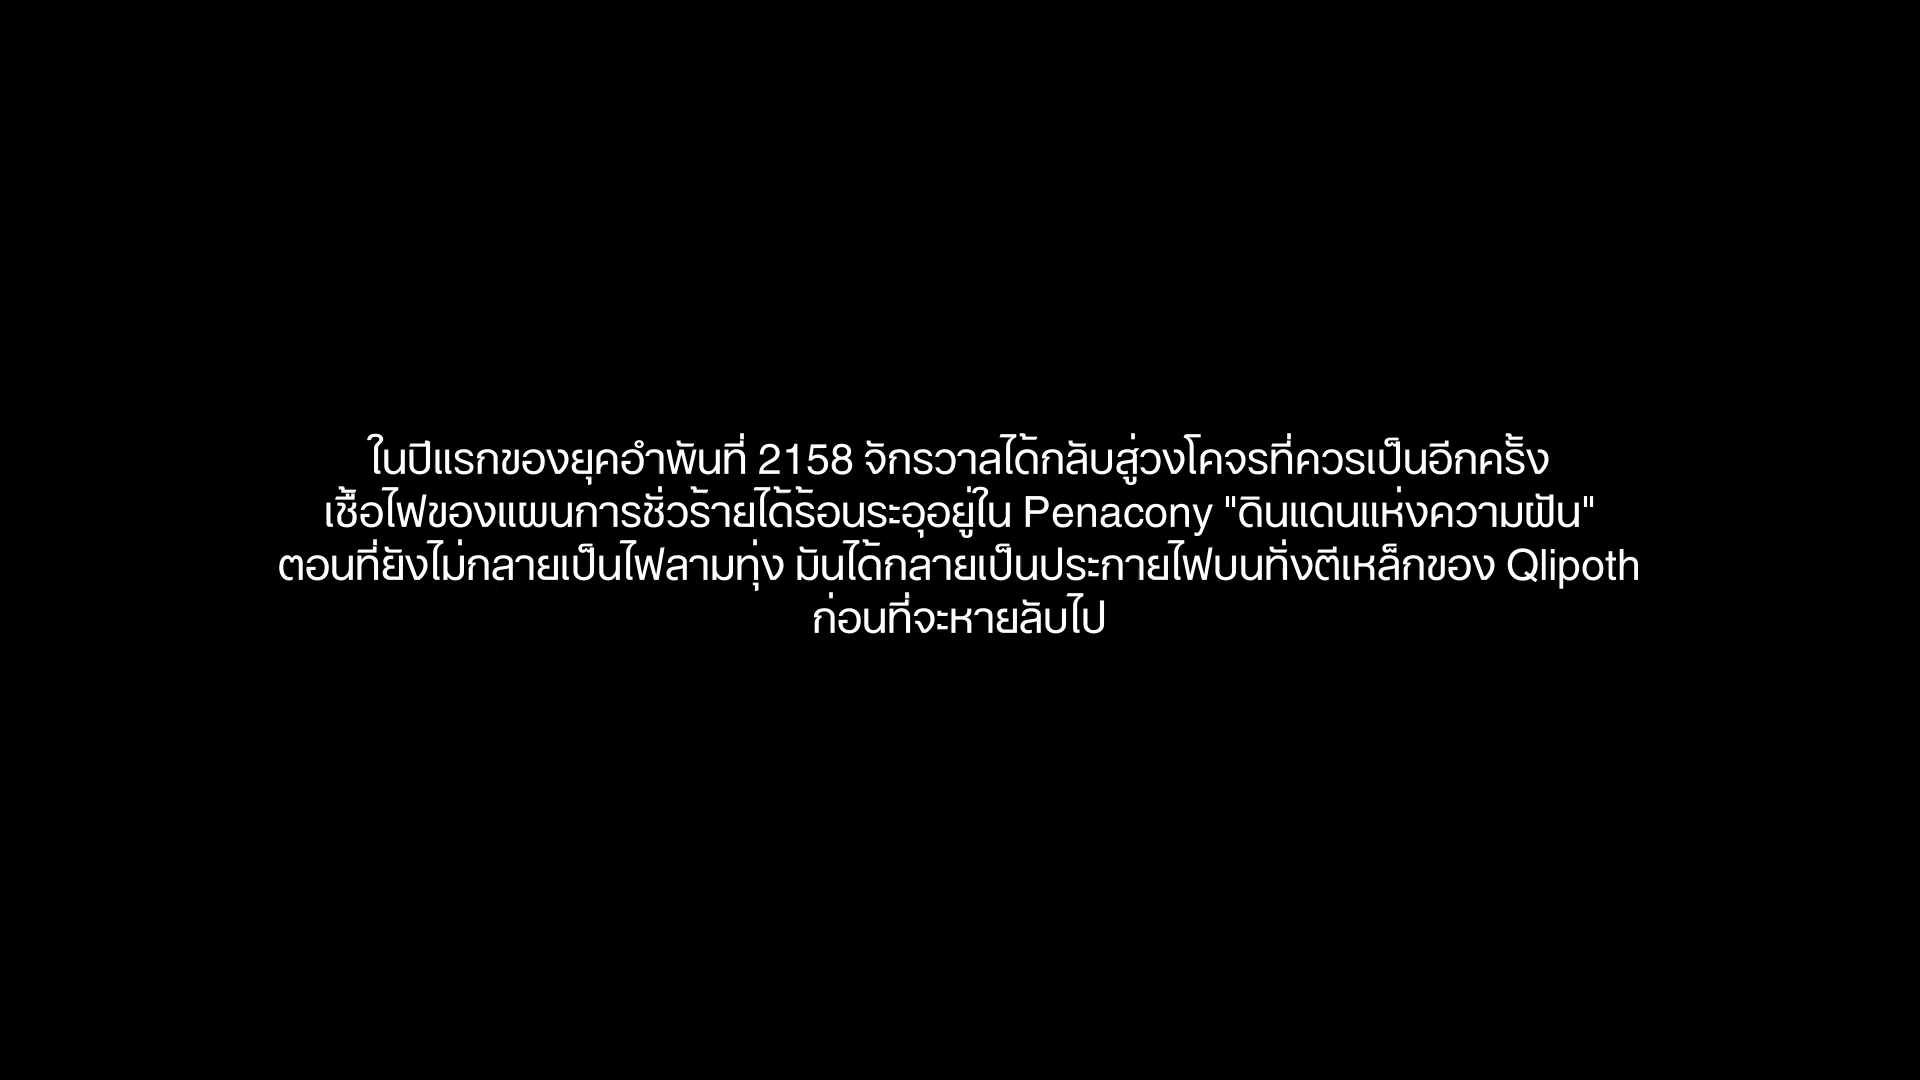 ในปีแรกของยุคอำพันที่ 2158 จักรวาลได้กลับสู่วงโคจรที่ควรเป็นอีกครั้ง
เชื้อไฟของแผนการชั่วร้ายได้ร้อนระอุอยู่ใน Penacony "ดินแดนแห่งความฝัน"
ตอนที่ยังไม่กลายเป็นไฟลามทุ่ง มันได้กลายเป็นประกายไฟบนทั่งตีเหล็กของ Qlipoth
ก่อนที่จะหายลับไป